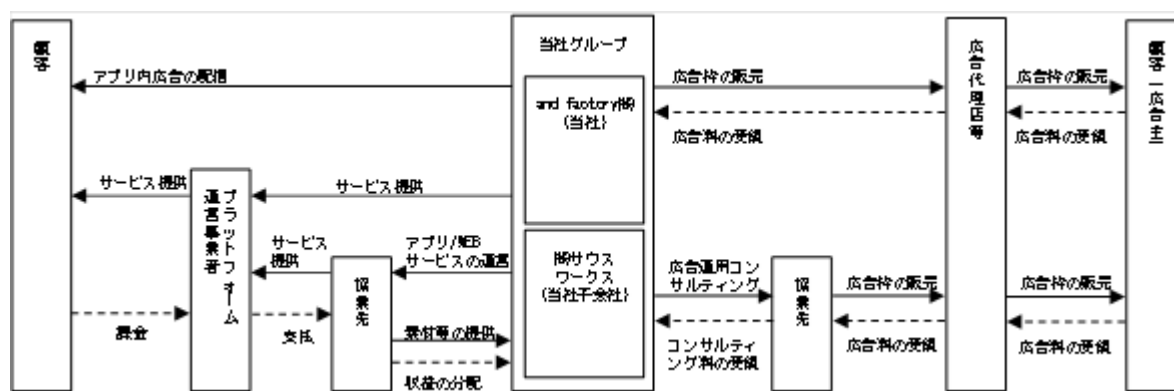 顧客
当社グループ
広告代理店等
顧客－広告主
アプリ内広告の配信
広告枠の販売
広告枠の販売
and factory㈱
(当社)
広告料の受領
広告料の受領
サービス提供
サービス提供
プラットフォーム
運営事業者
サービス
提供
アプリ/WEB
サービスの運営
㈱サウス
ワークス
(当社子会社)
広告運用コン
サルティング
協業先
協業先
広告枠の販売
広告枠の販売
課金
支払
素材等の提供
収益の分配
コンサルティ
ング料の受領
広告料の受領
広告料の受領